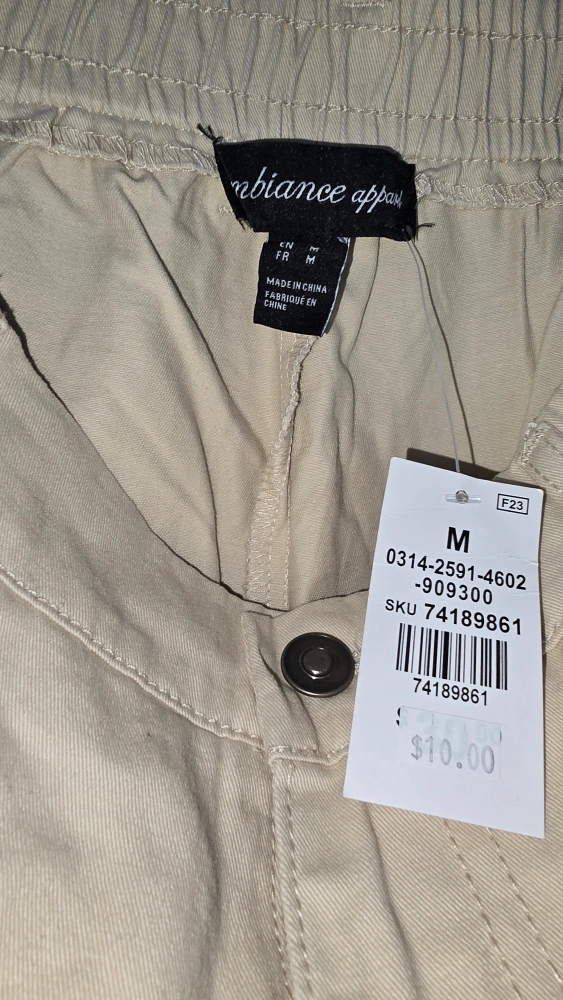 mbiance appar
EN M
FR M
MADE IN CHINA
FABRIQUÉ EN
CHINE
F23
M
0314-2591-4602
-909300
SKU 74189861
74189861
$10.00